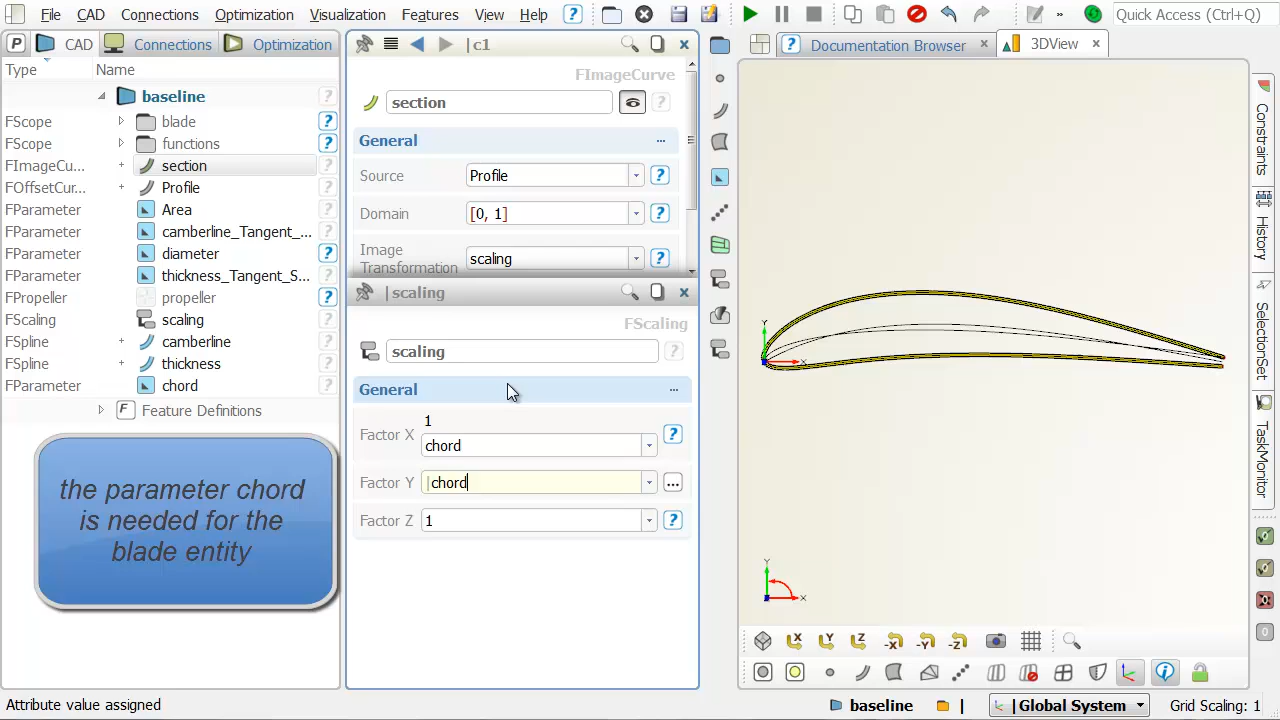 File CAD Parameters Connections Optimization Visualization Features View Window Help ? » Quick Access (Ctrl+Q)
CAD Connections Optimization
Type Name
baseline ?
FScope blade ?
FScope functions ?
FImageCu... section ?
FOffsetCur... Profile ?
FParameter Area ?
FParameter camberline_Tangent_... ?
FParameter diameter ?
FParameter thickness_Tangent_S... ?
FPropeller propeller ?
FScaling scaling ?
FSpline camberline ?
FSpline thickness ?
FParameter chord ?
F Feature Definitions ?
the parameter chord
is needed for the
blade entity
|c1
FImageCurve
section ?
General ...
Source Profile ?
Domain [0, 1] ?
Image
Transformation scaling ?
|scaling
FScaling
scaling ?
General ...
1
Factor X chord ?
Factor Y |chord ...
Factor Z 1 ?
? Documentation Browser 3DView
Y
X
Y
X
X Y Z -X -Y -Z
Constraints
History
SelectionSet
TaskMonitor
0
Attribute value assigned baseline | |Global System Grid Scaling: 1